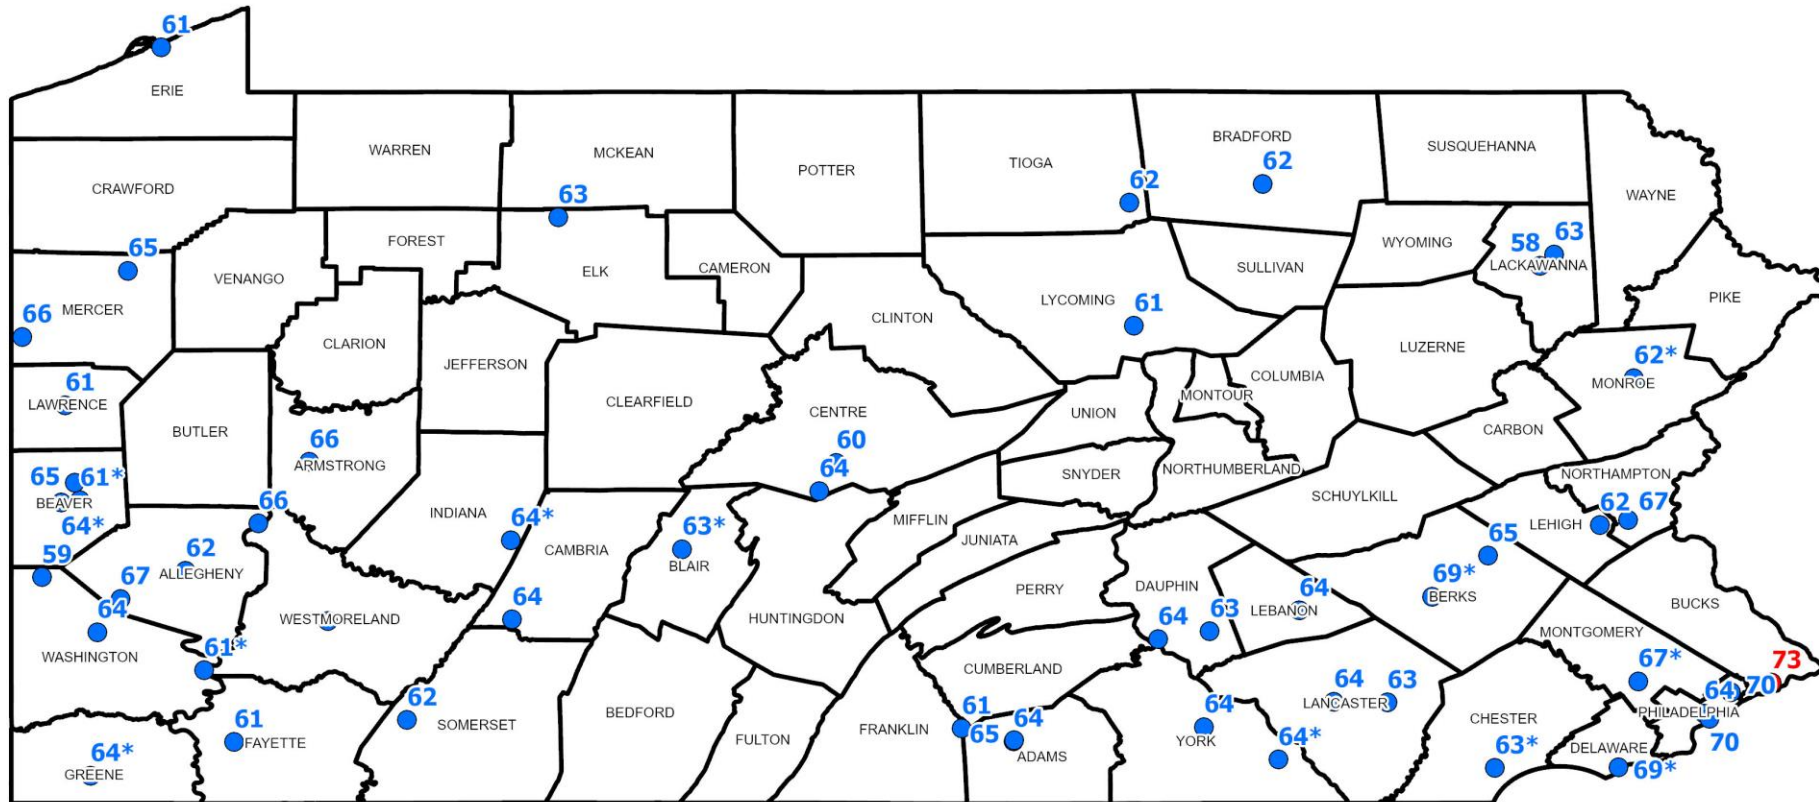 61
ERIE
WARREN
MCKEAN
POTTER
TIOGA
BRADFORD
SUSQUEHANNA
CRAWFORD
63
62
62
WAYNE
65
FOREST
WYOMING
58
63
VENANGO
ELK
CAMERON
SULLIVAN
LACKAWANNA
MERCER
66
LYCOMING
61
PIKE
CLARION
CLINTON
JEFFERSON
LUZERNE
61
LAWRENCE
COLUMBIA
62*
MONROE
MONTOUR
CLEARFIELD
CENTRE
UNION
BUTLER
66
ARMSTRONG
60
64
CARBON
65
61*
BEAVER
64*
SNYDER
NORTHUMBERLAND
NORTHAMPTON
66
INDIANA
64*
63*
MIFFLIN
SCHUYLKILL
62
67
LEHIGH
59
62
ALLEGHENY
CAMBRIA
BLAIR
JUNIATA
65
67
64
WESTMORELAND
64
HUNTINGDON
PERRY
DAUPHIN
64
63
LEBANON
64
69*
BERKS
BUCKS
WASHINGTON
61*
CUMBERLAND
MONTGOMERY
67*
73
62
SOMERSET
BEDFORD
FULTON
FRANKLIN
61
65
64
ADAMS
64
YORK
64*
64
63
LANCASTER
CHESTER
63*
64
70
PHILADELPHIA
70
61
FAYETTE
64*
GREENE
DELAWARE
69*